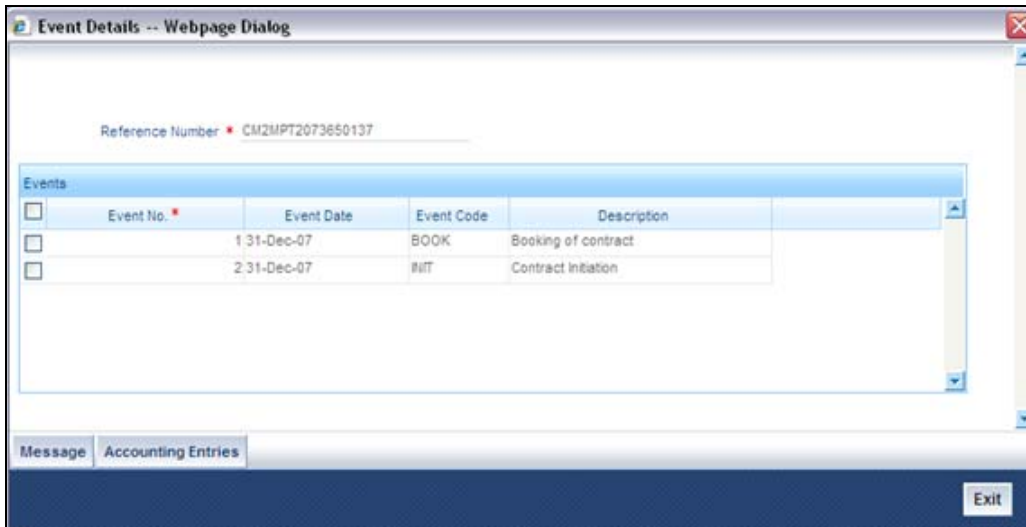 Event Details -- Webpage Dialog
Reference Number * CM2MPT2073650137
Events
Event No. * Event Date Event Code Description
1 31-Dec-07 BOOK Booking of contract
2 31-Dec-07 INIT Contract Initiation
Message Accounting Entries
Exit